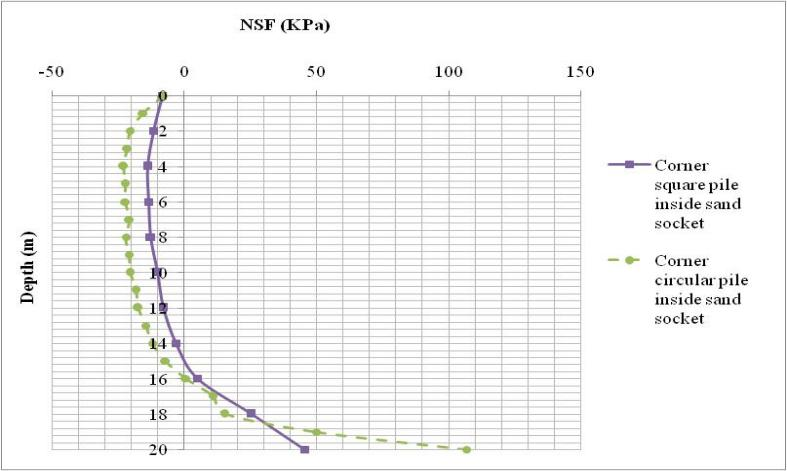 NSF (KPa)
-50 0 50 100 150
0
2
4
6
8
10
12
14
16
18
20
Depth (m)
Corner
square pile
inside sand
socket
Corner
circular pile
inside sand
socket